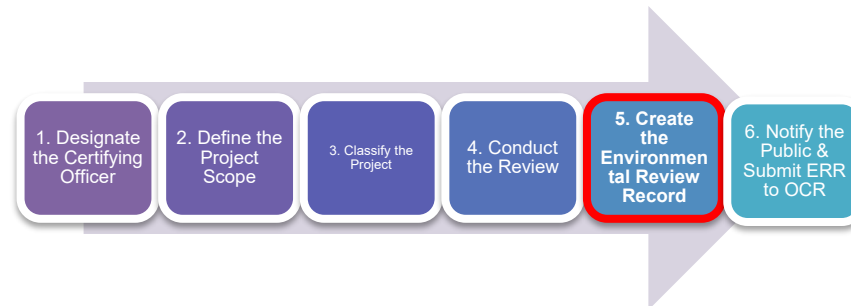 1. Designate
the Certifying
Officer
2. Define the
Project
Scope
3. Classify the
Project
4. Conduct
the Review
5. Create
the
Environmen
tal Review
Record
6. Notify the
Public &
Submit ERR
to OCR